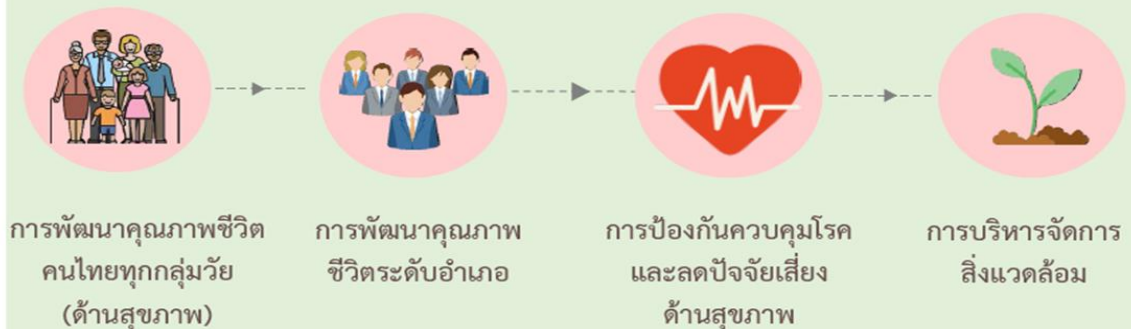 การพัฒนาคุณภาพชีวิต
คนไทยทุกกลุ่มวัย
(ด้านสุขภาพ)
การพัฒนาคุณภาพ
ชีวิตระดับอำเภอ
การป้องกันควบคุมโรค
และลดปัจจัยเสี่ยง
ด้านสุขภาพ
การบริหารจัดการ
สิ่งแวดล้อม